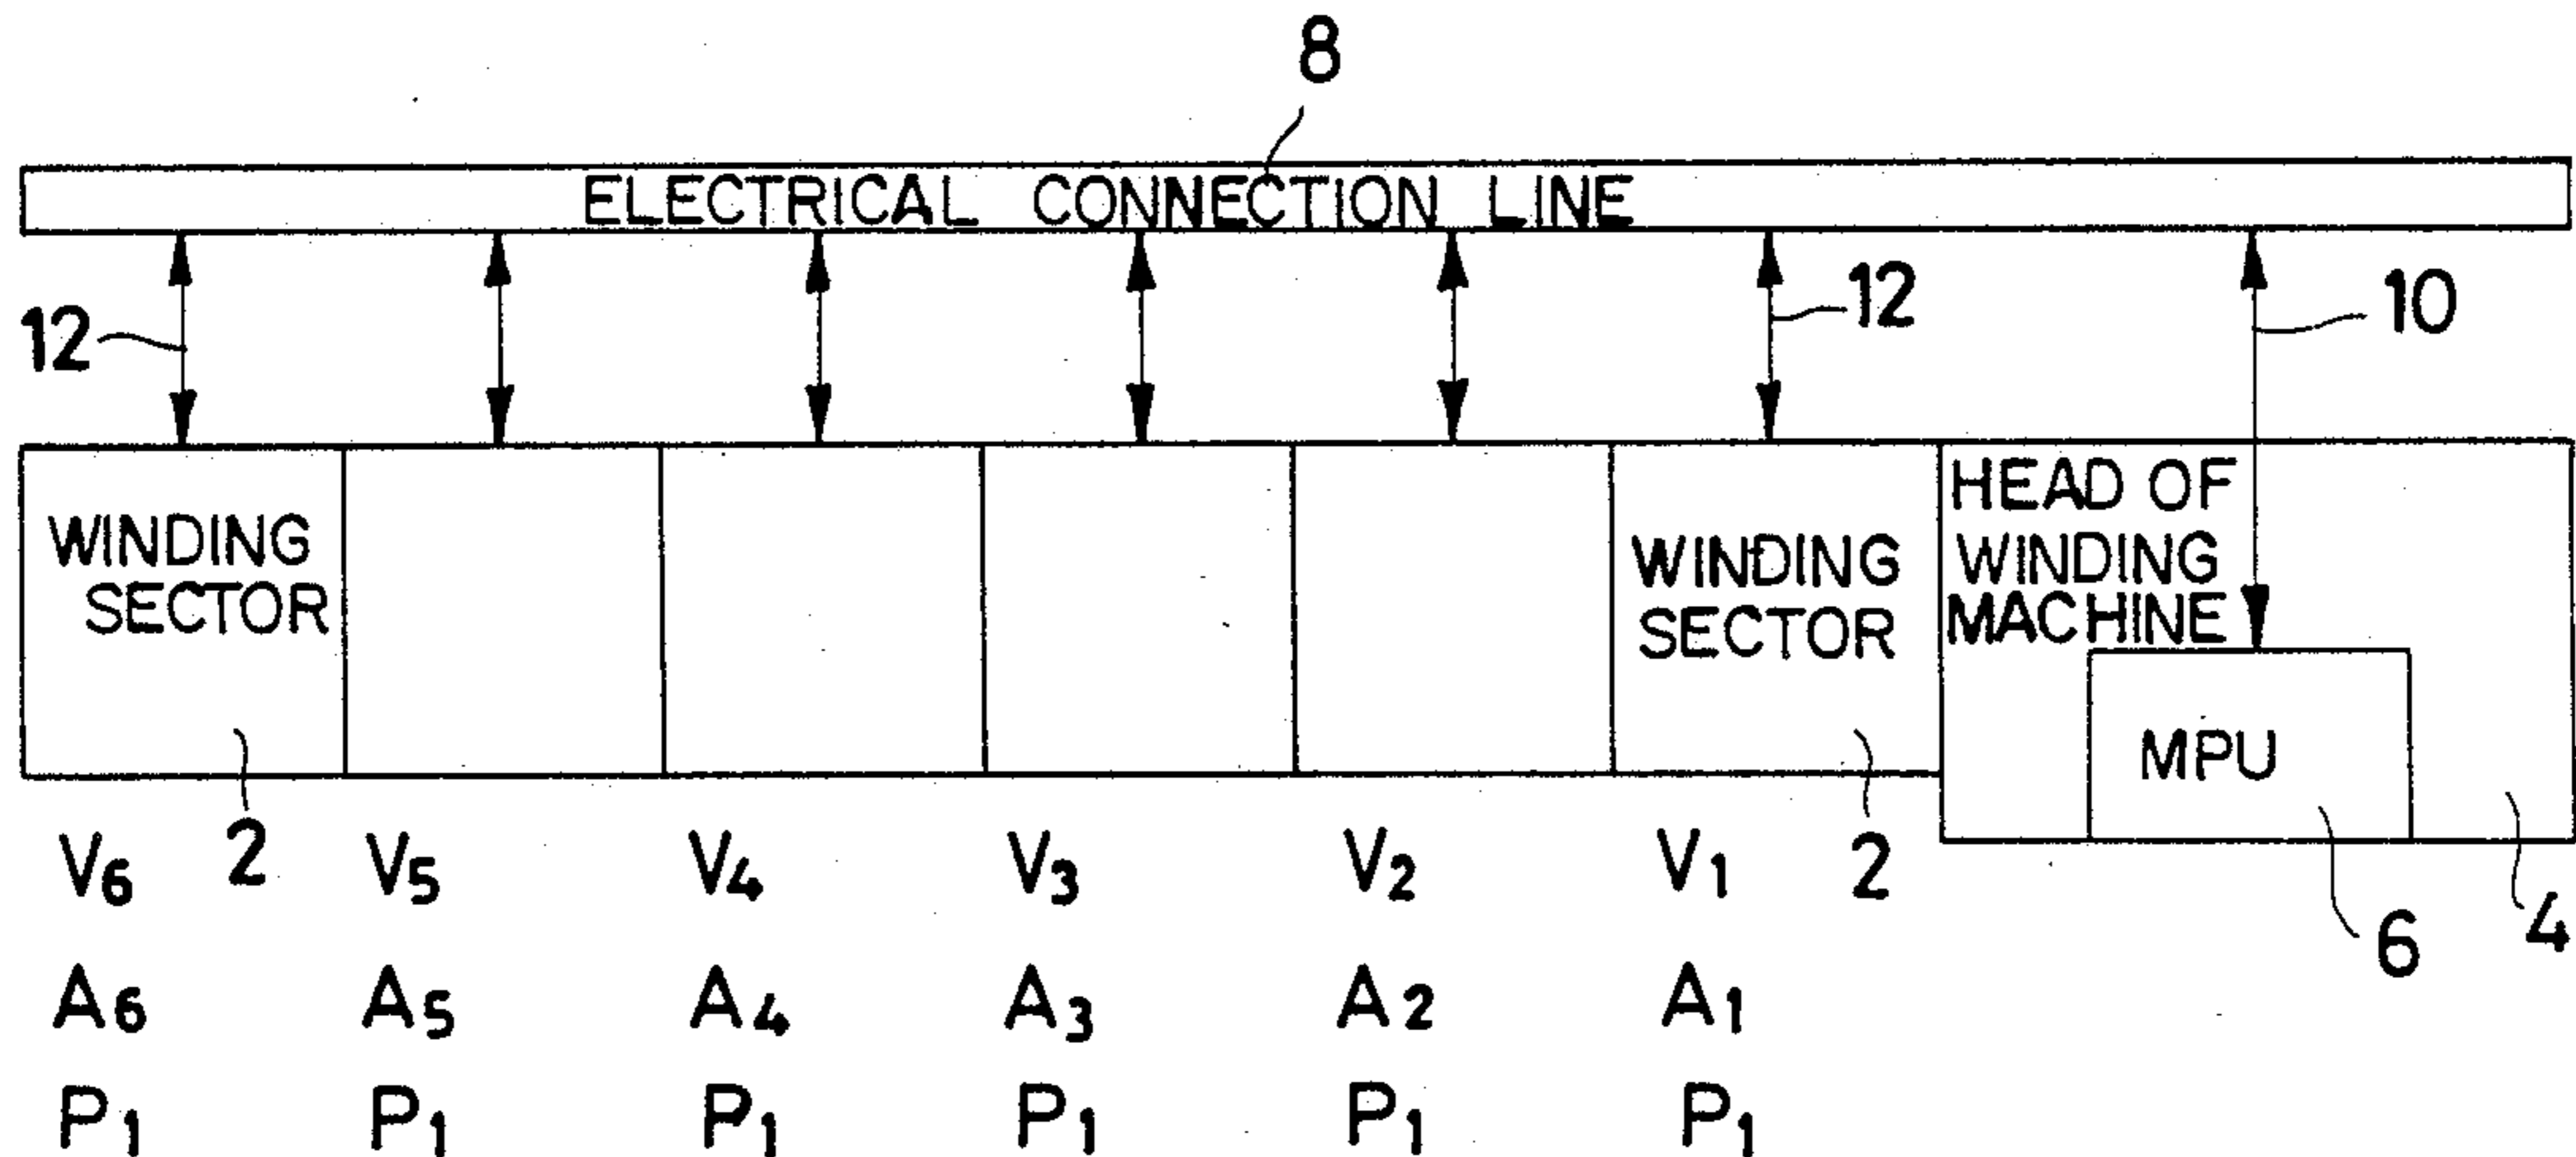 8
ELECTRICAL CONNECTION LINE
12
12
10
WINDING
SECTOR
WINDING
SECTOR
HEAD OF
WINDING
MACHINE
MPU
2
2
6
4
V6 V5 V4 V3 V2 V1
A6 A5 A4 A3 A2 A1
P1 P1 P1 P1 P1 P1